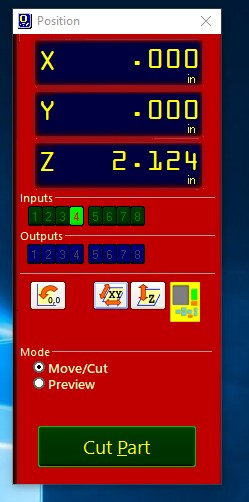 Position
X .000
in
Y .000
in
Z 2.124
in
Inputs
1 2 3 4 5 6 7 8
Outputs
1 2 3 4 5 6 7 8
0,0 XY Z
Mode
Move/Cut
Preview
Cut Part